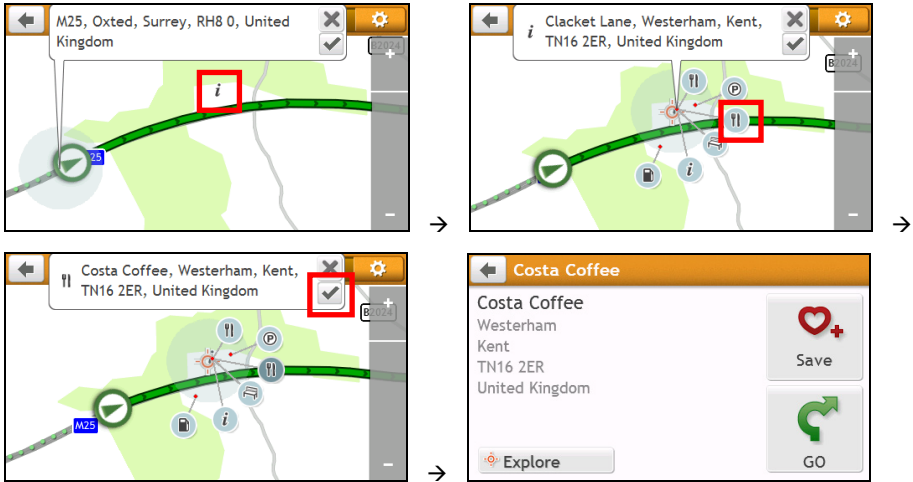 M25, Oxted, Surrey, RH8 0, United
Kingdom
B2024
+
i
25
-
→
i Clacket Lane, Westerham, Kent,
TN16 2ER, United Kingdom
B2024
+
P
i
-
→
Costa Coffee, Westerham, Kent,
TN16 2ER, United Kingdom
B2024
+
P
M25
i
-
→
Costa Coffee
Costa Coffee
Westerham
Kent
TN16 2ER
United Kingdom
Save
Explore
GO